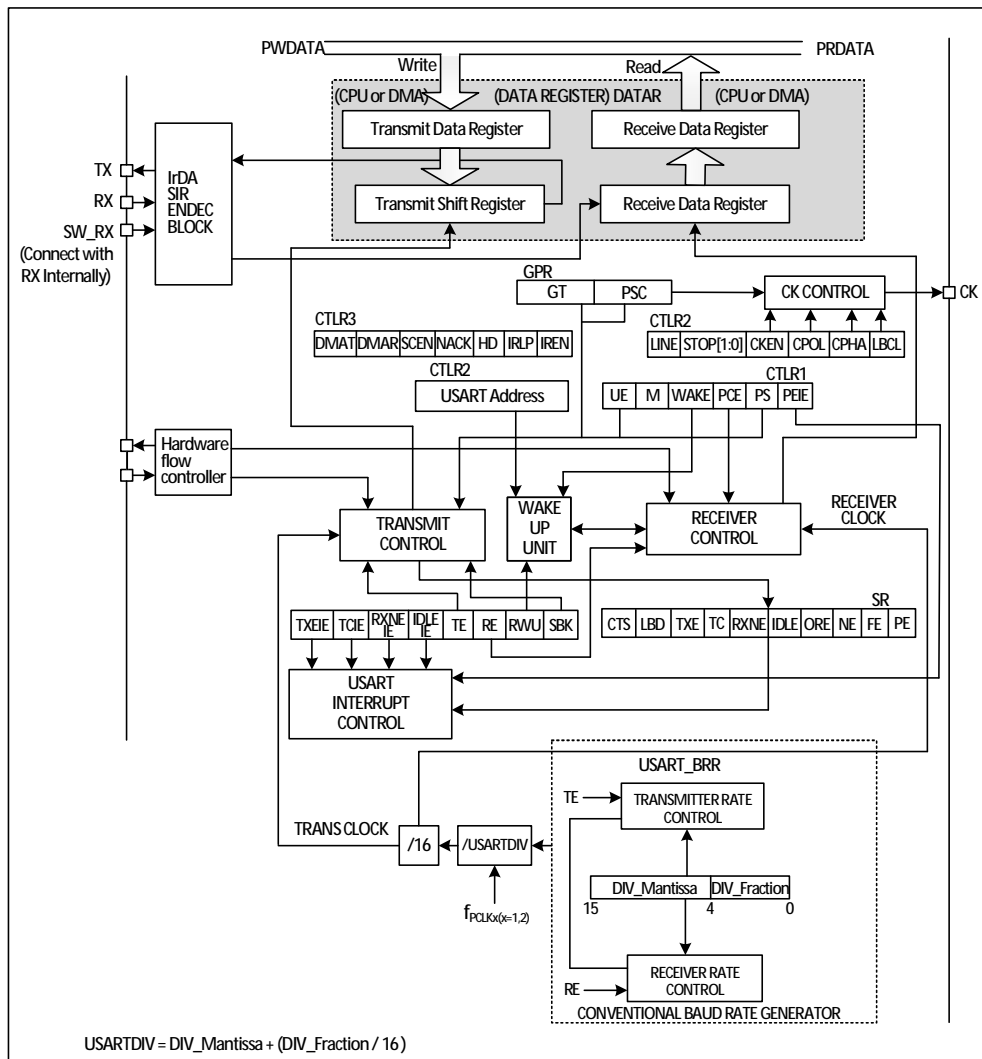 PWDATA
PRDATA
Write
Read
(CPU or DMA)
(DATA REGISTER) DATAR
(CPU or DMA)
Transmit Data Register
Receive Data Register
TX
RX
SW_RX
(Connect with
RX Internally)
IrDA
SIR
ENDEC
BLOCK
Transmit Shift Register
Receive Data Register
GPR
GT
PSC
CK CONTROL
CK
CTLR3
DMAT DMAR SCEN NACK HD IRLP IREN
CTLR2
LINE STOP[1:0] CKEN CPOL CPHA LBCL
CTLR2
USART Address
CTLR1
UE M WAKE PCE PS PEIE
Hardware
flow
controller
TRANSMIT
CONTROL
WAKE
UP
UNIT
RECEIVER
CONTROL
RECEIVER
CLOCK
TXEIE TCIE RXNE IE IDLE IE TE RE RWU SBK
SR
CTS LBD TXE TC RXNE IDLE ORE NE FE PE
USART
INTERRUPT
CONTROL
USART_BRR
TE
TRANSMITTER RATE
CONTROL
TRANS CLOCK
/16
/USARTDIV
fPCLKx(x=1,2)
DIV_Mantissa
DIV_Fraction
15
4
0
RE
RECEIVER RATE
CONTROL
CONVENTIONAL BAUD RATE GENERATOR
USARTDIV = DIV_Mantissa + (DIV_Fraction / 16 )